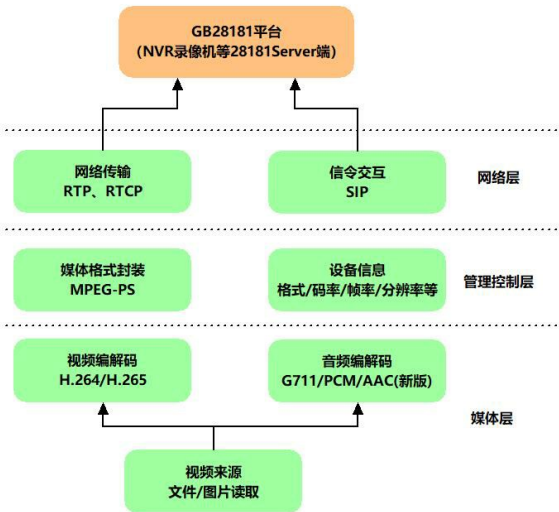 GB28181平台
（NVR录像机等28181Server端）
网络传输
RTP、RTCP
信令交互
SIP
网络层
媒体格式封装
MPEG-PS
设备信息
格式/码率/帧率/分辨率等
管理控制层
视频编解码
H.264/H.265
音频编解码
G711/PCM/AAC(新版)
媒体层
视频来源
文件/图片读取